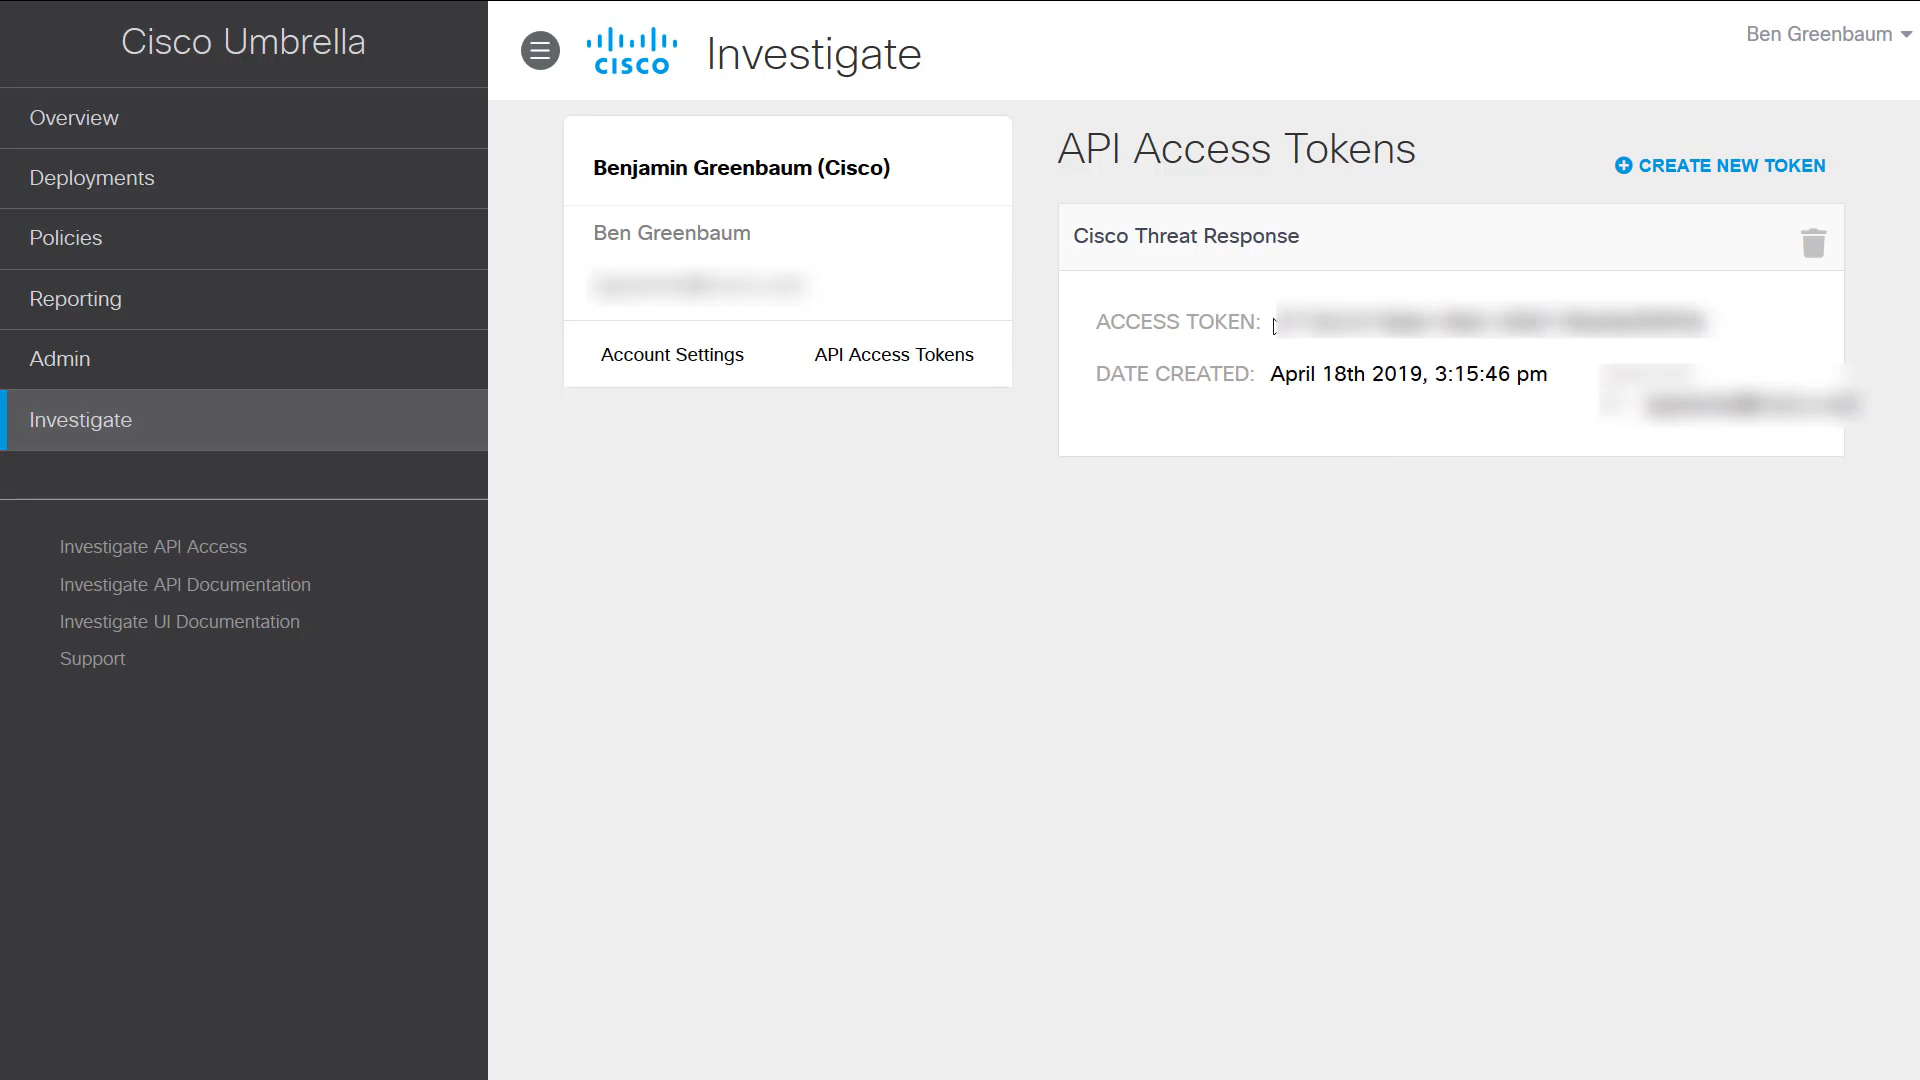 Cisco Umbrella
Overview
Deployments
Policies
Reporting
Admin
Investigate
Investigate API Access
Investigate API Documentation
Investigate UI Documentation
Support
CISCO
Investigate
Ben Greenbaum
Benjamin Greenbaum (Cisco)
Ben Greenbaum
Account Settings
API Access Tokens
API Access Tokens
CREATE NEW TOKEN
Cisco Threat Response
ACCESS TOKEN:
DATE CREATED: April 18th 2019, 3:15:46 pm